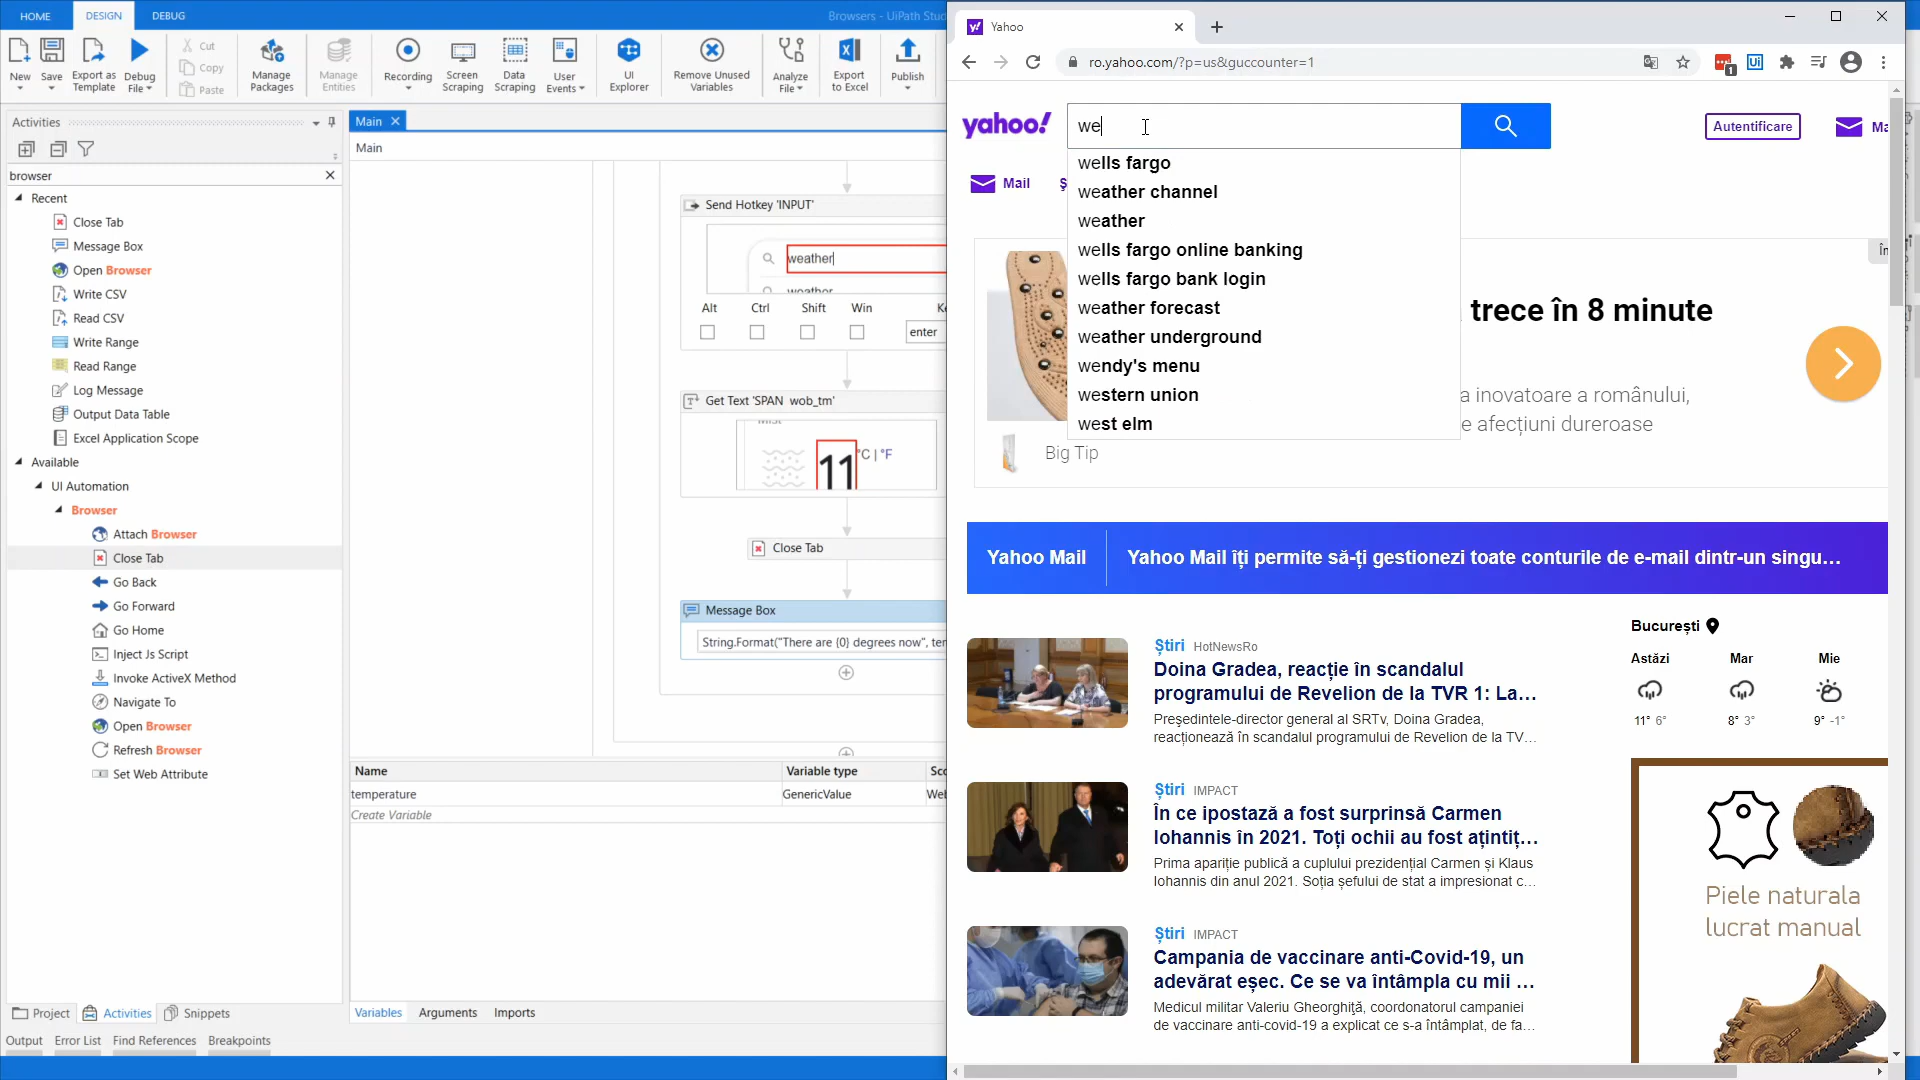 HOME
DESIGN
DEBUG
Browsers - UiPath Stud
New
Save
Export as Template
Debug File
Cut
Copy
Paste
Manage Packages
Manage Entities
Recording
Screen Scraping
Data Scraping
User Events
UI Explorer
Remove Unused Variables
Analyze File
Export to Excel
Publish
Activities
browser
Recent
Close Tab
Message Box
Open Browser
Write CSV
Read CSV
Write Range
Read Range
Log Message
Output Data Table
Excel Application Scope
Available
UI Automation
Browser
Attach Browser
Close Tab
Go Back
Go Forward
Go Home
Inject Js Script
Invoke ActiveX Method
Navigate To
Open Browser
Refresh Browser
Set Web Attribute
Project
Activities
Snippets
Output
Error List
Find References
Breakpoints
Main
Main
Send Hotkey 'INPUT'
weather
weather
Alt
Ctrl
Shift
Win
Ke
enter
Get Text 'SPAN wob_tm'
Mist
11
°C | °F
Close Tab
Message Box
String.Format("There are {0} degrees now", ter
Name
Variable type
Sco
temperature
GenericValue
Web
Create Variable
Variables
Arguments
Imports
Yahoo
ro.yahoo.com/?p=us&guccounter=1
1
yahoo!
we
Autentificare
Ma
wells fargo
weather channel
weather
wells fargo online banking
wells fargo bank login
weather forecast
weather underground
wendy's menu
western union
west elm
Mail
Ș
în
trece în 8 minute
a inovatoare a românului,
e afecțiuni dureroase
Big Tip
Yahoo Mail
Yahoo Mail îți permite să-ți gestionezi toate conturile de e-mail dintr-un singu...
Știri HotNewsRo
Doina Gradea, reacție în scandalul
programului de Revelion de la TVR 1: La...
Președintele-director general al SRTv, Doina Gradea,
reacționează în scandalul programului de Revelion de la TV...
Știri IMPACT
În ce ipostază a fost surprinsă Carmen
Iohannis în 2021. Toți ochii au fost ațintiț...
Prima apariție publică a cuplului prezidențial Carmen și Klaus
Iohannis din anul 2021. Soția șefului de stat a impresionat c...
Știri IMPACT
Campania de vaccinare anti-Covid-19, un
adevărat eșec. Ce se va întâmpla cu mii ...
Medicul militar Valeriu Gheorghiţă, coordonatorul campaniei
de vaccinare anti-covid-19 a explicat ce s-a întâmplat, de fa...
București
Astăzi
Mar
Mie
11° 6°
8° 3°
9° -1°
Piele naturala
lucrat manual